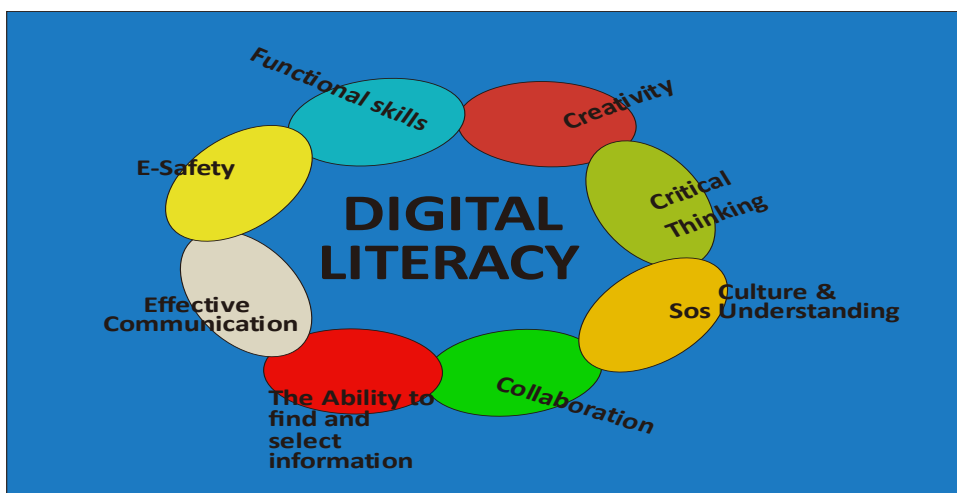 Functional skills
Creativity
E-Safety
Critical
Thinking
DIGITAL
LITERACY
Culture &
Sos Understanding
Effective
Communication
Collaboration
The Ability to
find and
select
information